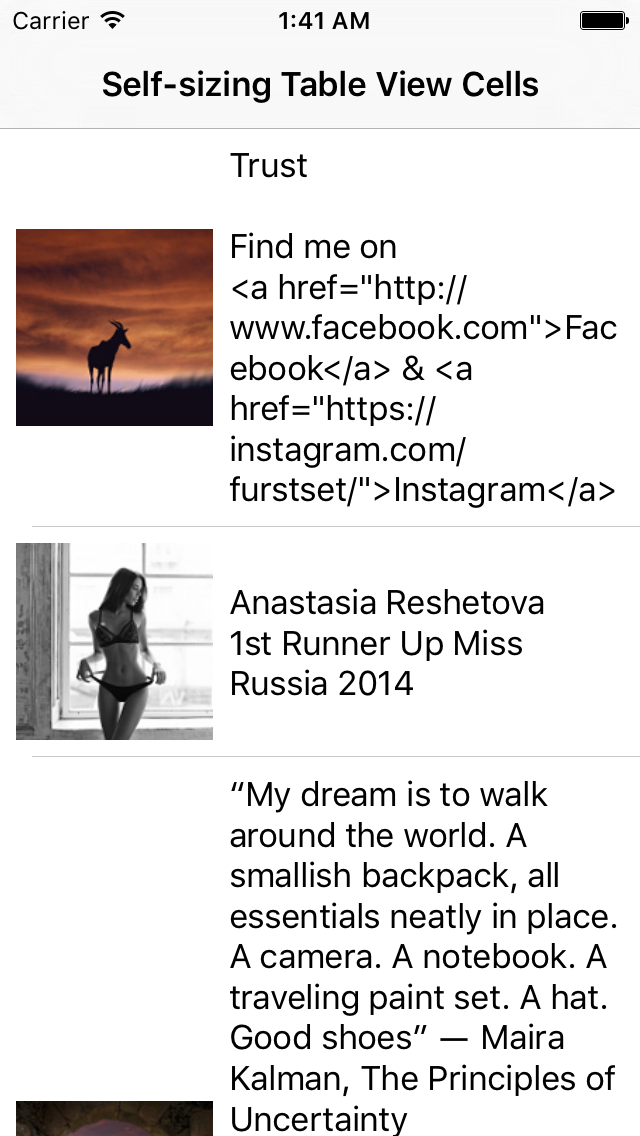 Carrier 1:41 AM
Self-sizing Table View Cells
Trust
Find me on
<a href="http://
www.facebook.com">Fac
ebook</a> & <a
href="https://
instagram.com/
furstset/">Instagram</a>
Anastasia Reshetova
1st Runner Up Miss
Russia 2014
“My dream is to walk
around the world. A
smallish backpack, all
essentials neatly in place.
A camera. A notebook. A
traveling paint set. A hat.
Good shoes” — Maira
Kalman, The Principles of
Uncertainty